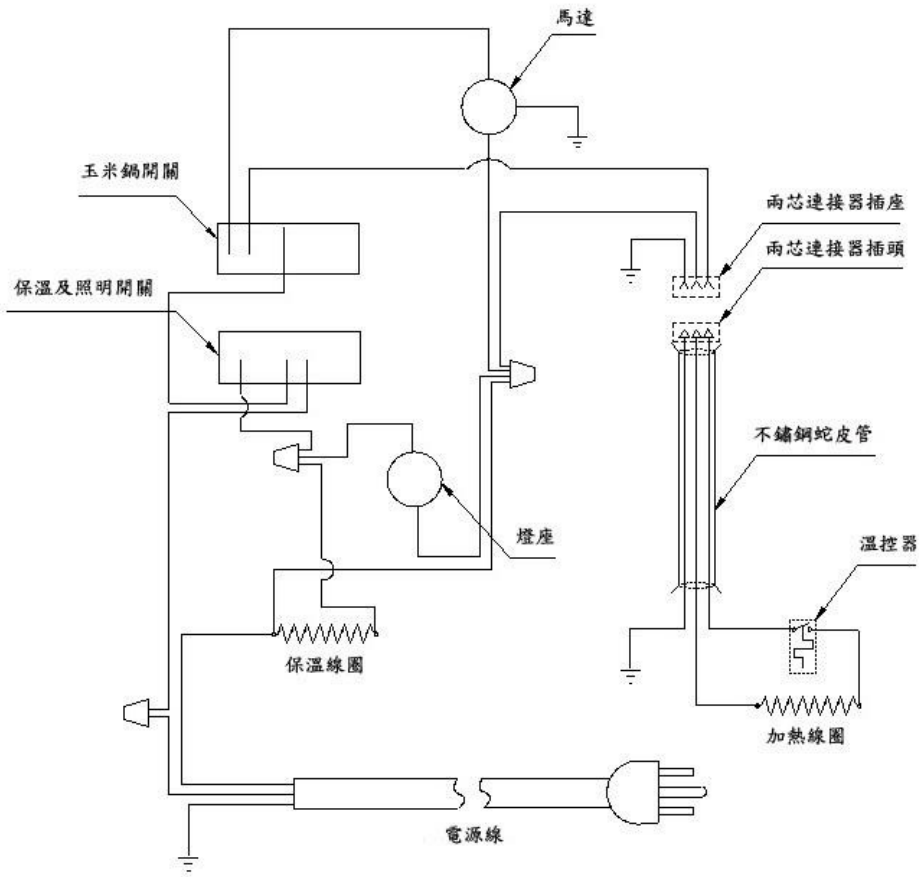 馬達
玉米鍋開關
兩芯連接器插座
兩芯連接器插頭
保溫及照明開關
不鏽鋼蛇皮管
燈座
溫控器
保溫線圈
加熱線圈
電源線